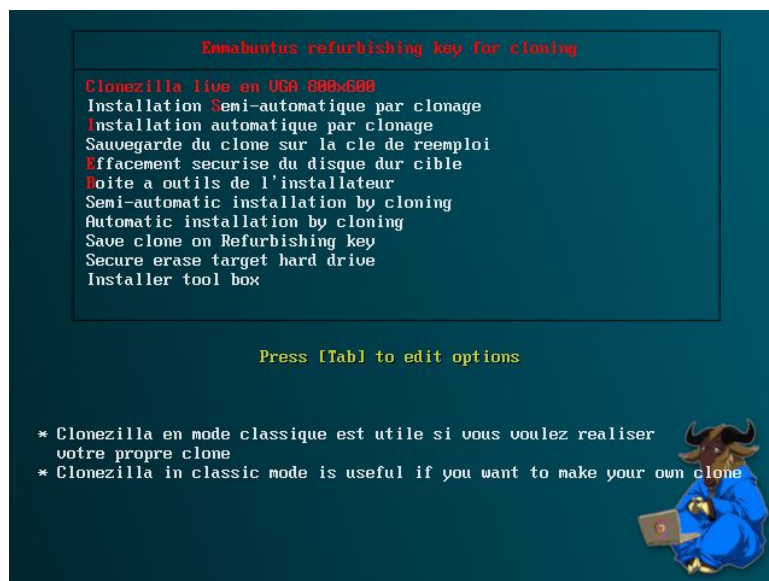 Emmabuntus refurbishing key for cloning
Clonezilla live en VGA 800x600
Installation Semi-automatique par clonage
Installation automatique par clonage
Sauvegarde du clone sur la cle de reemploi
Effacement securise du disque dur cible
Boite a outils de l'installateur
Semi-automatic installation by cloning
Automatic installation by cloning
Save clone on Refurbishing key
Secure erase target hard drive
Installer tool box
Press [Tab] to edit options
* Clonezilla en mode classique est utile si vous voulez realiser
votre propre clone
* Clonezilla in classic mode is useful if you want to make your own clone